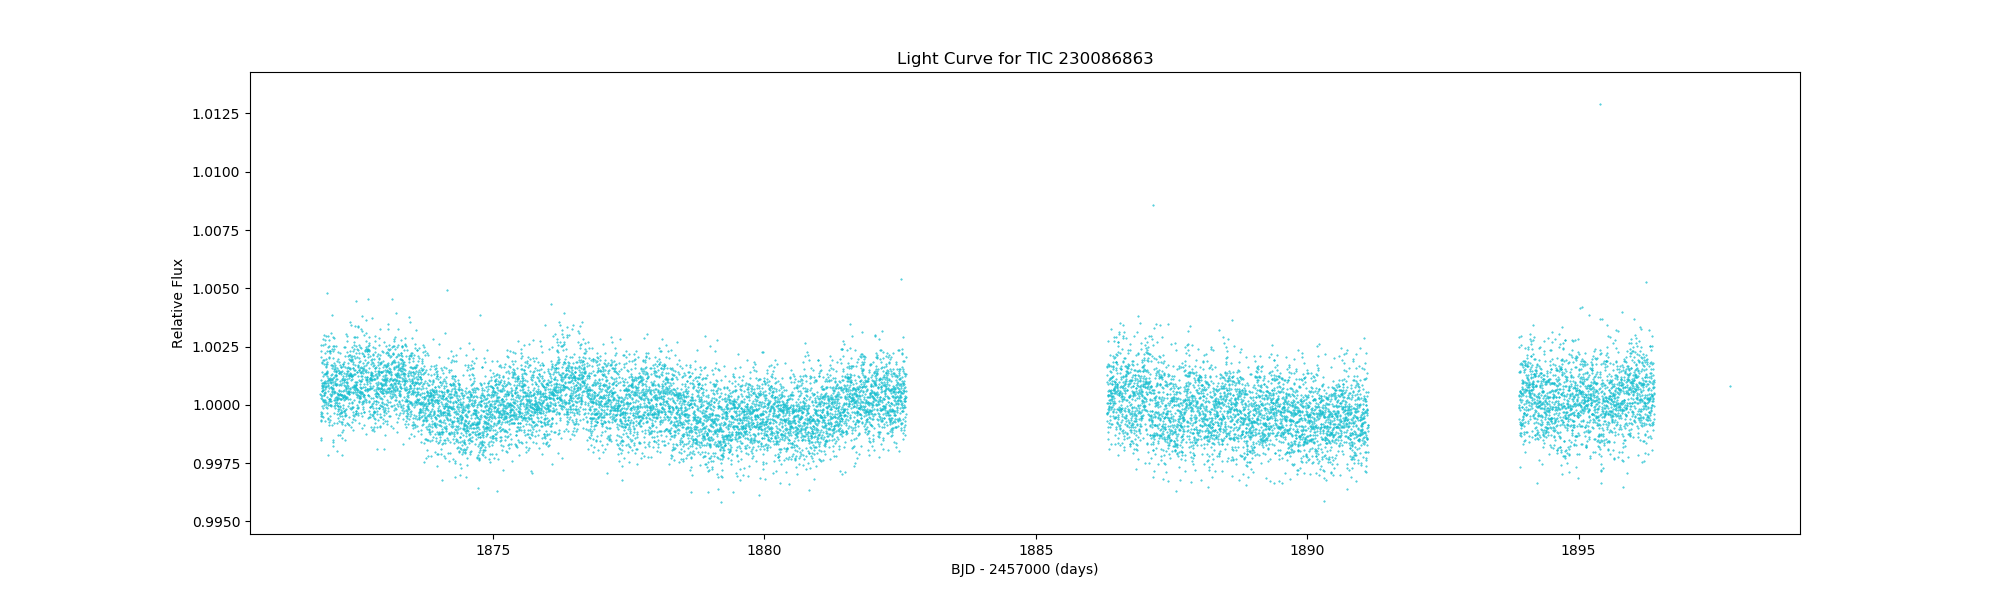 Light Curve for TIC 230086863
Relative Flux
1.0125
1.0100
1.0075
1.0050
1.0025
1.0000
0.9975
0.9950
1875 1880 1885 1890 1895
BJD - 2457000 (days)